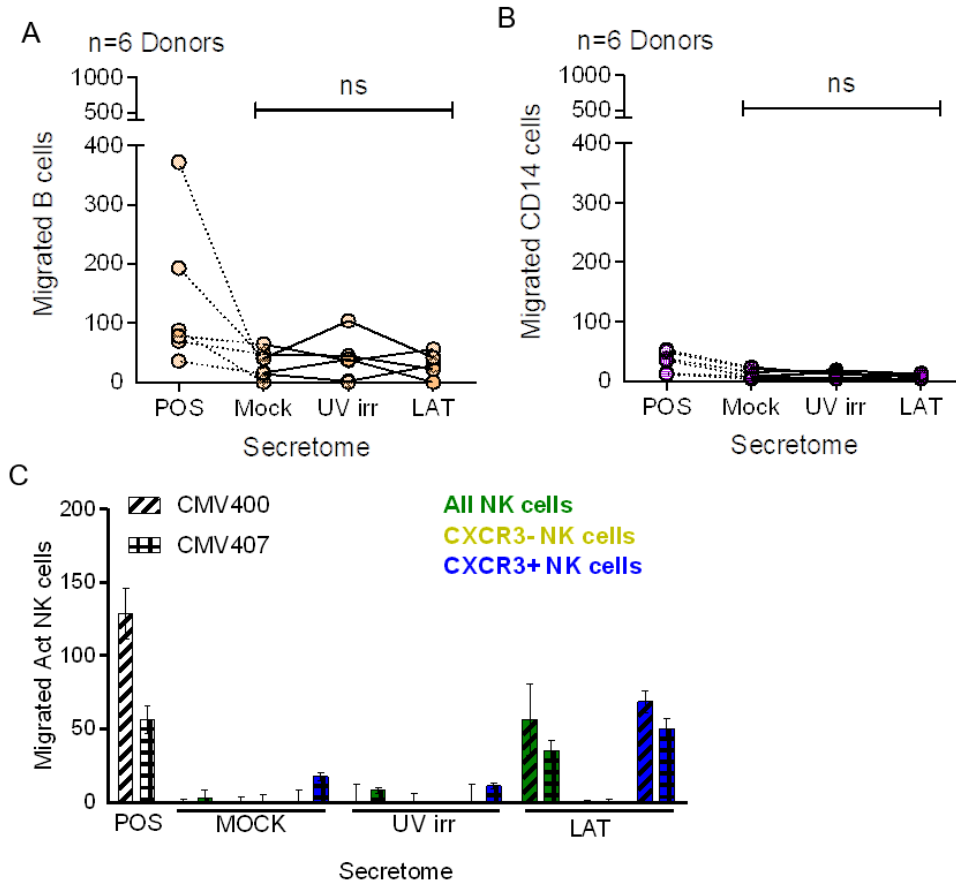 A
n=6 Donors
ns
1000
500
400
300
200
100
0
Migrated B cells
POS Mock UV irr LAT
Secretome
B
n=6 Donors
ns
1000
500
400
300
200
100
0
Migrated CD14 cells
POS Mock UV irr LAT
Secretome
C
CMV400
CMV407
All NK cells
CXCR3- NK cells
CXCR3+ NK cells
200
150
100
50
0
Migrated Act NK cells
POS MOCK UV irr LAT
Secretome